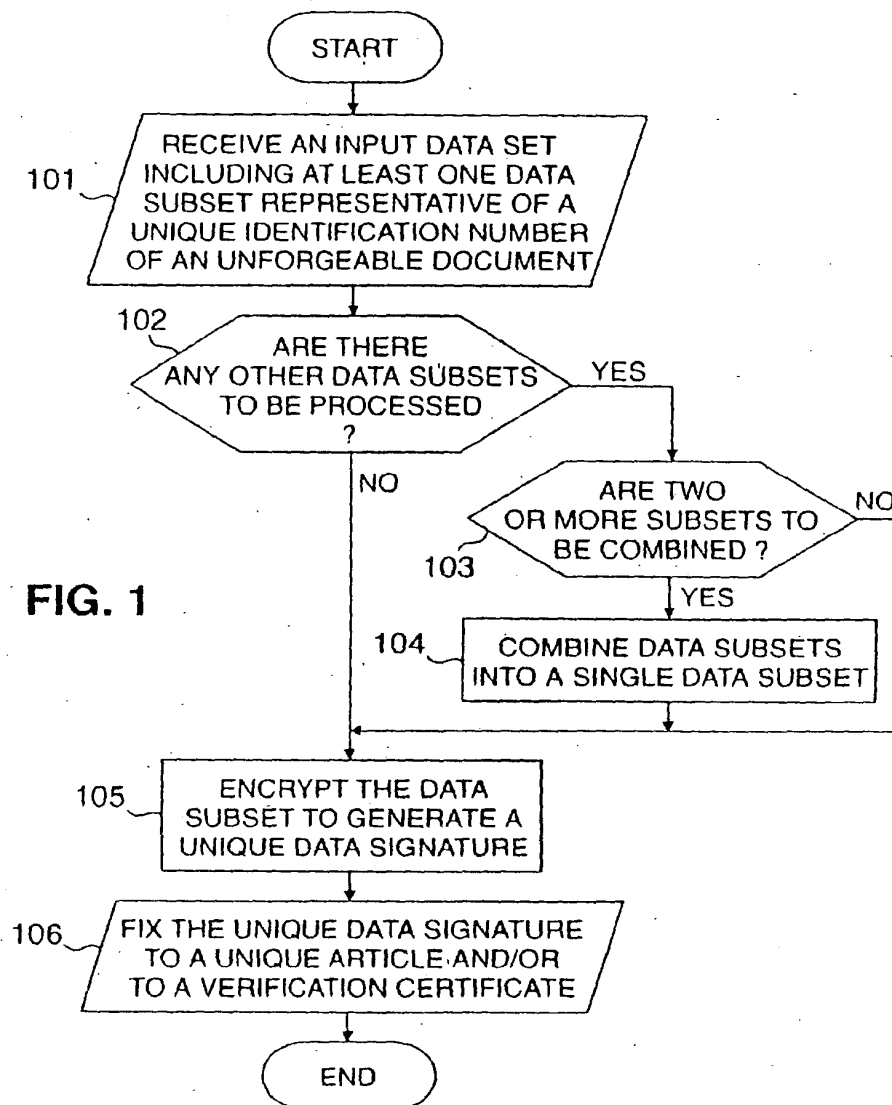 START
101
RECEIVE AN INPUT DATA SET
INCLUDING AT LEAST ONE DATA
SUBSET REPRESENTATIVE OF A
UNIQUE IDENTIFICATION NUMBER
OF AN UNFORGEABLE DOCUMENT
102
ARE THERE
ANY OTHER DATA SUBSETS
TO BE PROCESSED
?
YES
NO
ARE TWO
OR MORE SUBSETS TO
BE COMBINED ?
NO
103
YES
FIG. 1
104
COMBINE DATA SUBSETS
INTO A SINGLE DATA SUBSET
105
ENCRYPT THE DATA
SUBSET TO GENERATE A
UNIQUE DATA SIGNATURE
106
FIX THE UNIQUE DATA SIGNATURE
TO A UNIQUE ARTICLE AND/OR
TO A VERIFICATION CERTIFICATE
END